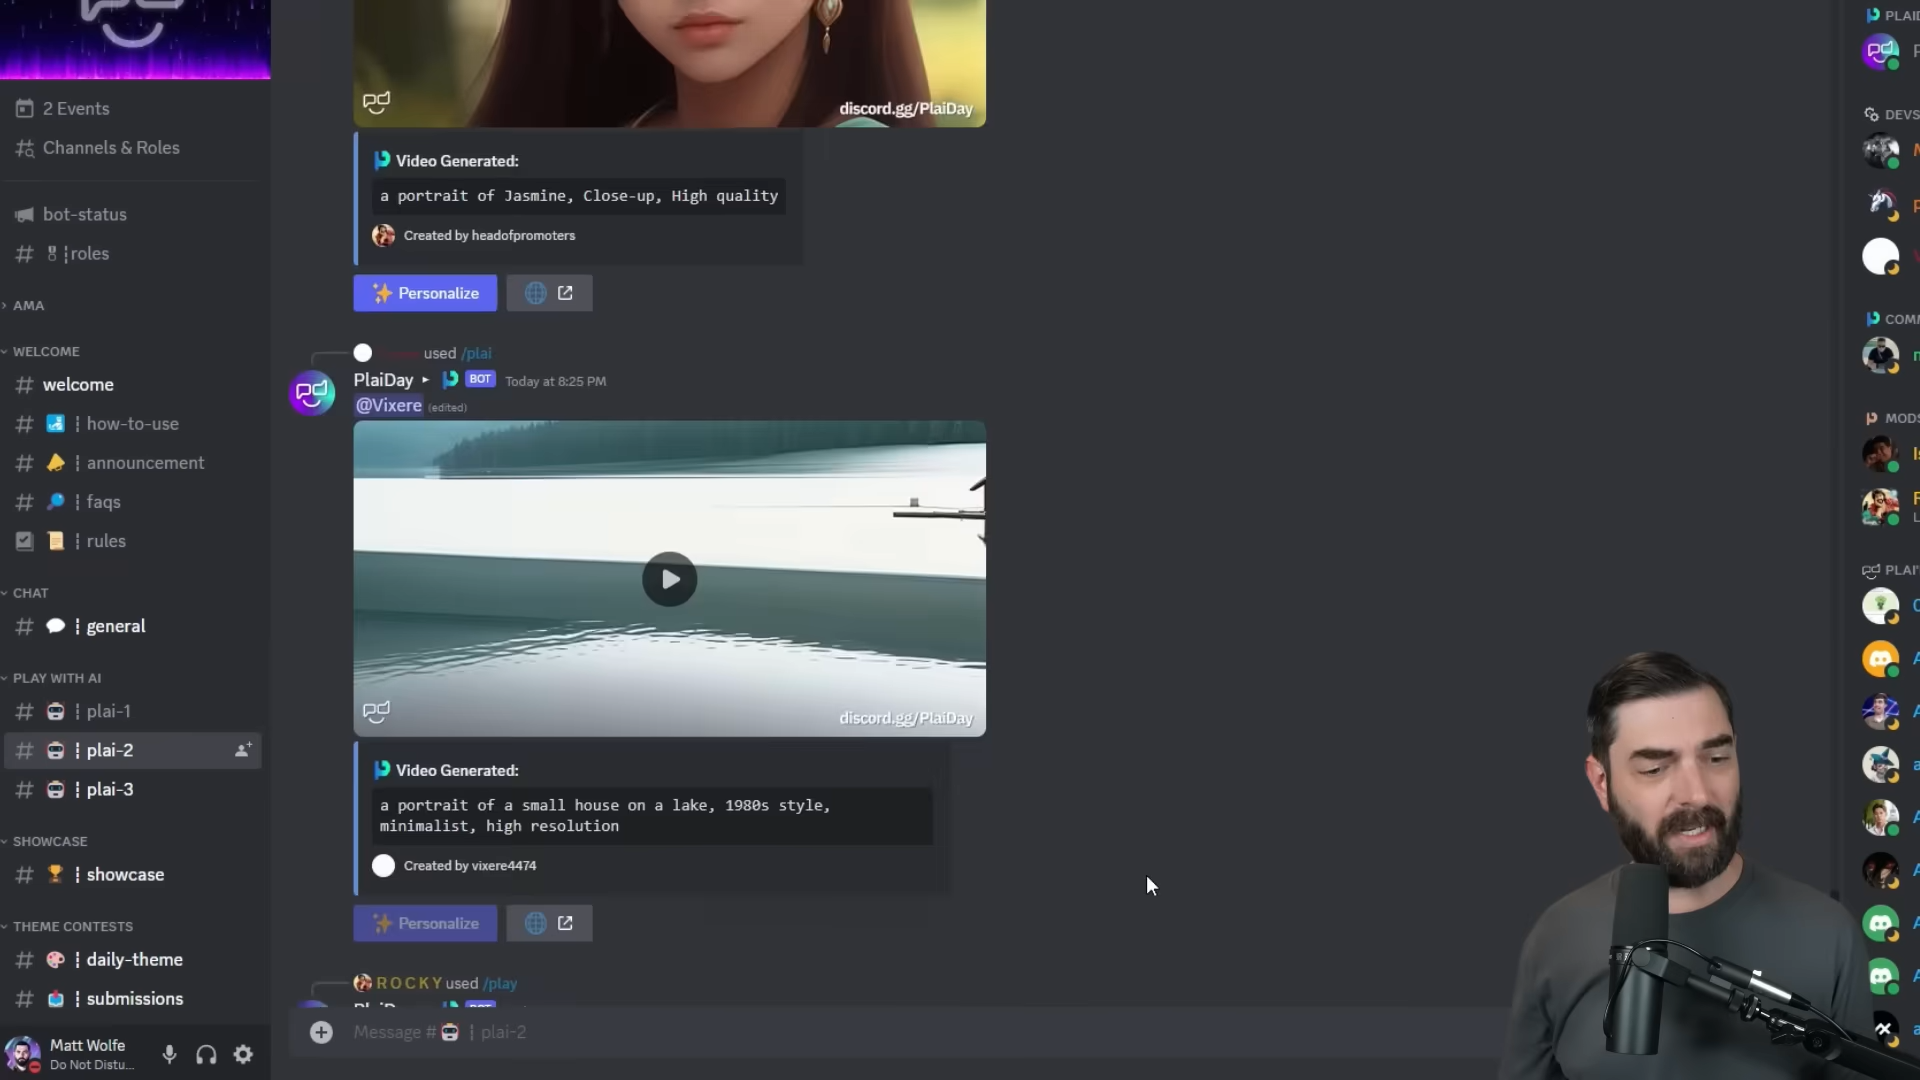 2 Events
Channels & Roles
bot-status
roles
AMA
WELCOME
welcome
how-to-use
announcement
faqs
rules
CHAT
general
PLAY WITH AI
plai-1
plai-2
plai-3
SHOWCASE
showcase
THEME CONTESTS
daily-theme
submissions
Matt Wolfe
Do Not Distu...
discord.gg/PlaiDay
Video Generated:
a portrait of Jasmine, Close-up, High quality
Created by headofpromoters
Personalize
used /plai
PlaiDay BOT Today at 8:25 PM
@Vixere (edited)
discord.gg/PlaiDay
Video Generated:
a portrait of a small house on a lake, 1980s style,
minimalist, high resolution
Created by vixere4474
Personalize
ROCKY used /play
PlaiD BOT
Message # | plai-2
PLAID
DEVS
COMM
MODS
PLAI'